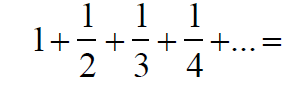 1 + 1/2 + 1/3 + 1/4 + ... =